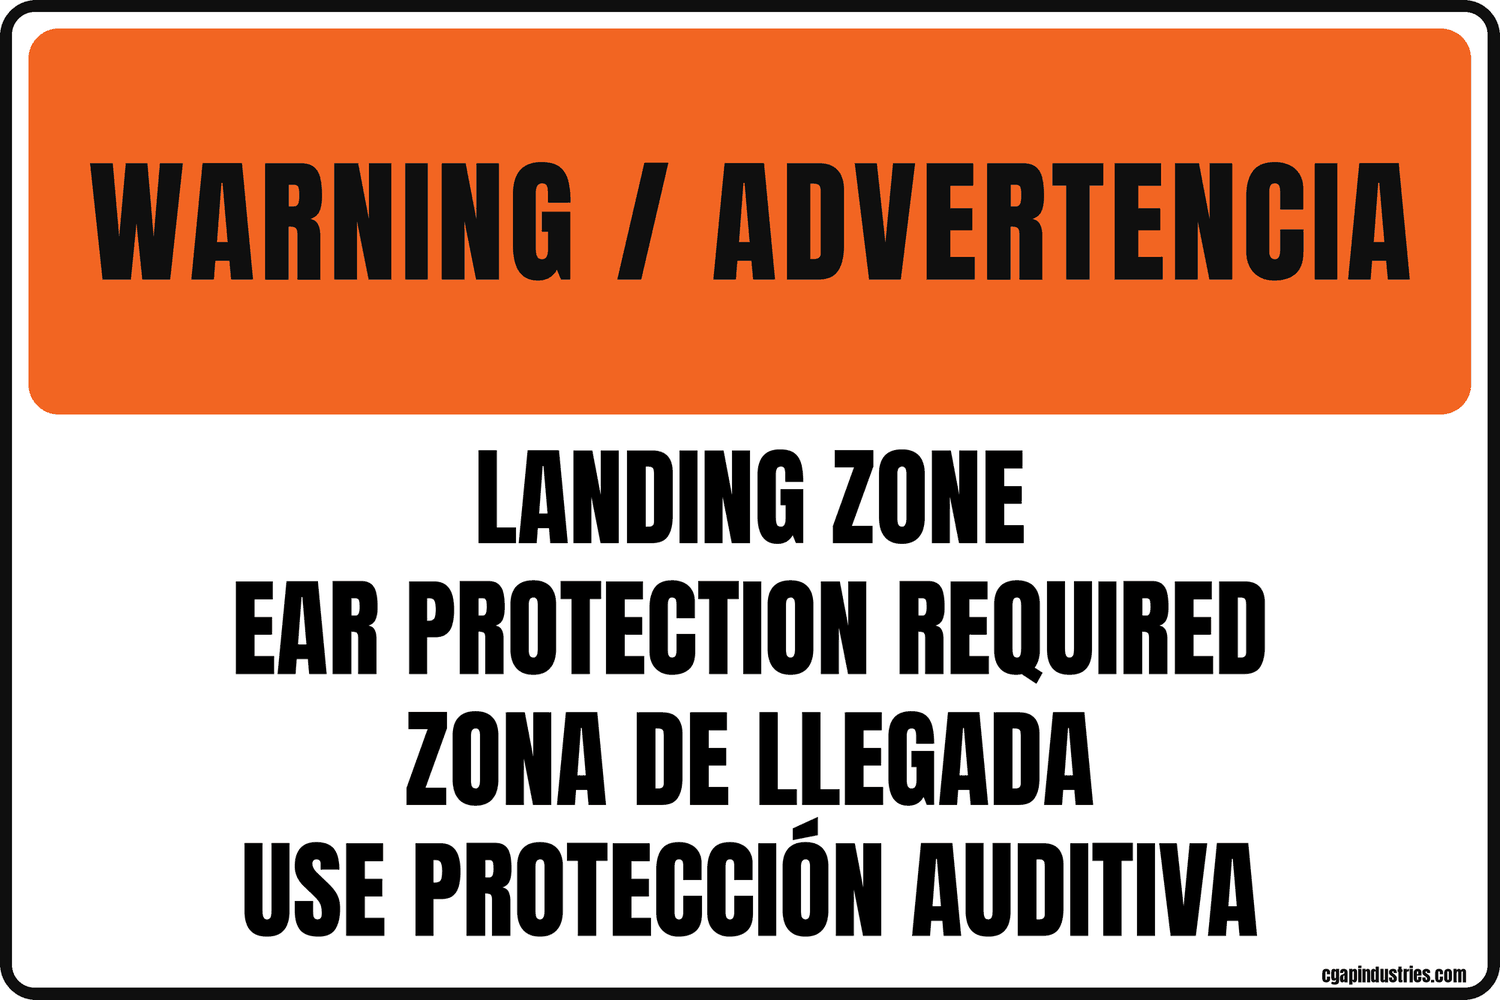 WARNING / ADVERTENCIA
LANDING ZONE
EAR PROTECTION REQUIRED
ZONA DE LLEGADA
USE PROTECCIÓN AUDITIVA
cgapindustries.com